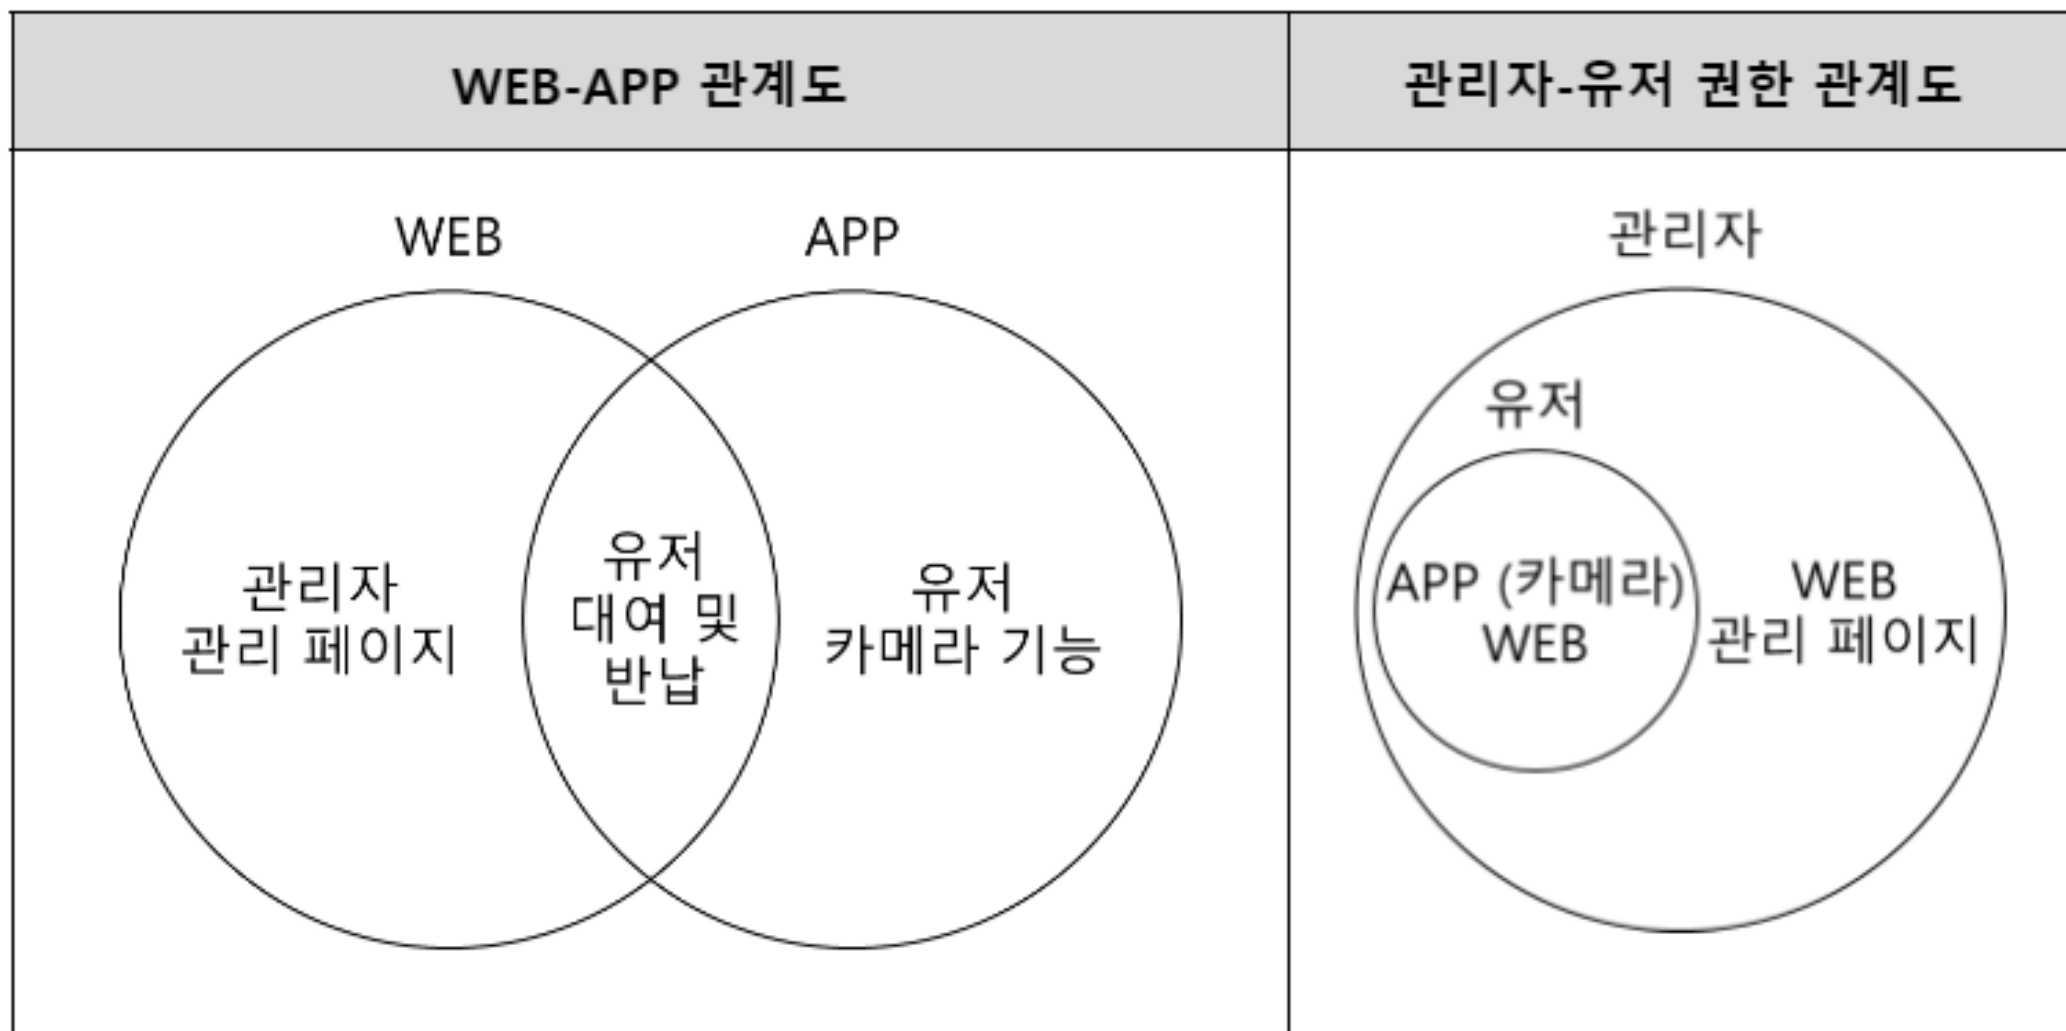 WEB-APP 관계도
관리자-유저 권한 관계도
WEB
APP
관리자
관리 페이지
유저
대여 및
반납
유저
카메라 기능
관리자
유저
APP (카메라)
WEB
WEB
관리 페이지